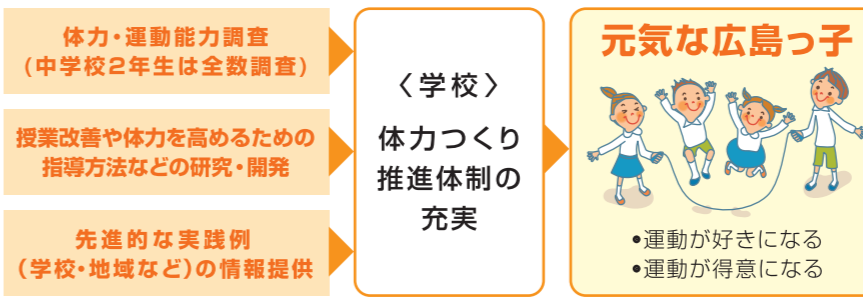 体力・運動能力調査
(中学校2年生は全数調査)
授業改善や体力を高めるための
指導方法などの研究・開発
先進的な実践例
(学校・地域など)の情報提供
〈学校〉
体力つくり
推進体制の
充実
元気な広島っ子
•運動が好きになる
•運動が得意になる